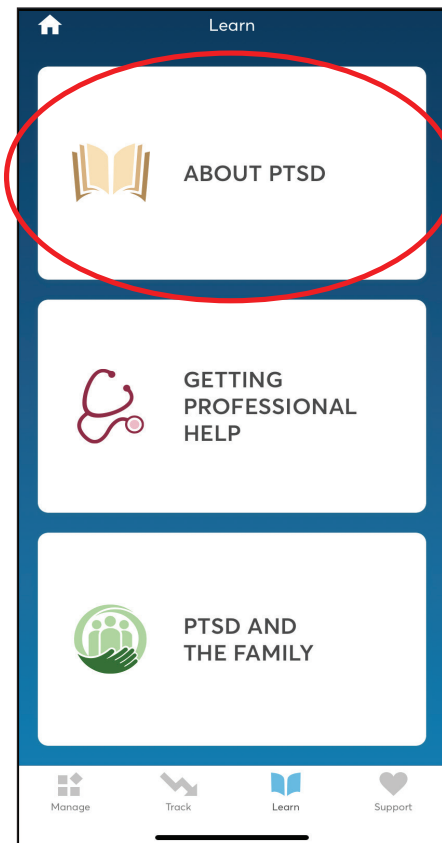 Learn
ABOUT PTSD
GETTING
PROFESSIONAL
HELP
PTSD AND
THE FAMILY
Manage Track Learn Support